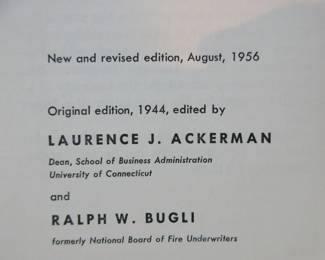 New and revised edition, August, 1956
Original edition, 1944, edited by
LAURENCE J. ACKERMAN
Dean, School of Business Administration
University of Connecticut
and
RALPH W. BUGLI
formerly National Board of Fire Underwriters